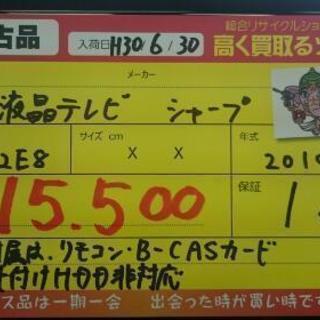 古品 入荷日 H30 6/30 総合リサイクルショ
高く買取るゾ
メーカー
液晶テレビ シャープ
サイズ cm 年式
2E8 X X 2010
15.500 保証 1
属は、リモコン・B-CASカード
付けHDD非対応
ス品は一期一会 出会った時が買い時です